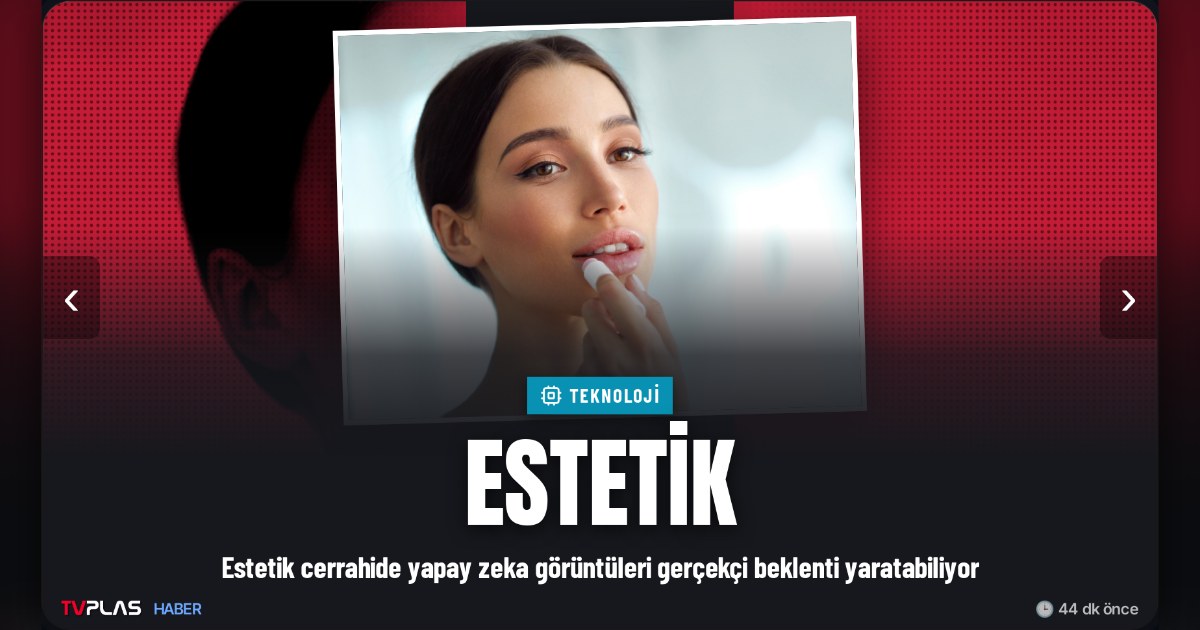 TEKNOLOJİ
ESTETİK
Estetik cerrahide yapay zeka görüntüleri gerçekçi beklenti yaratabiliyor
TVPLAS HABER
44 dk önce